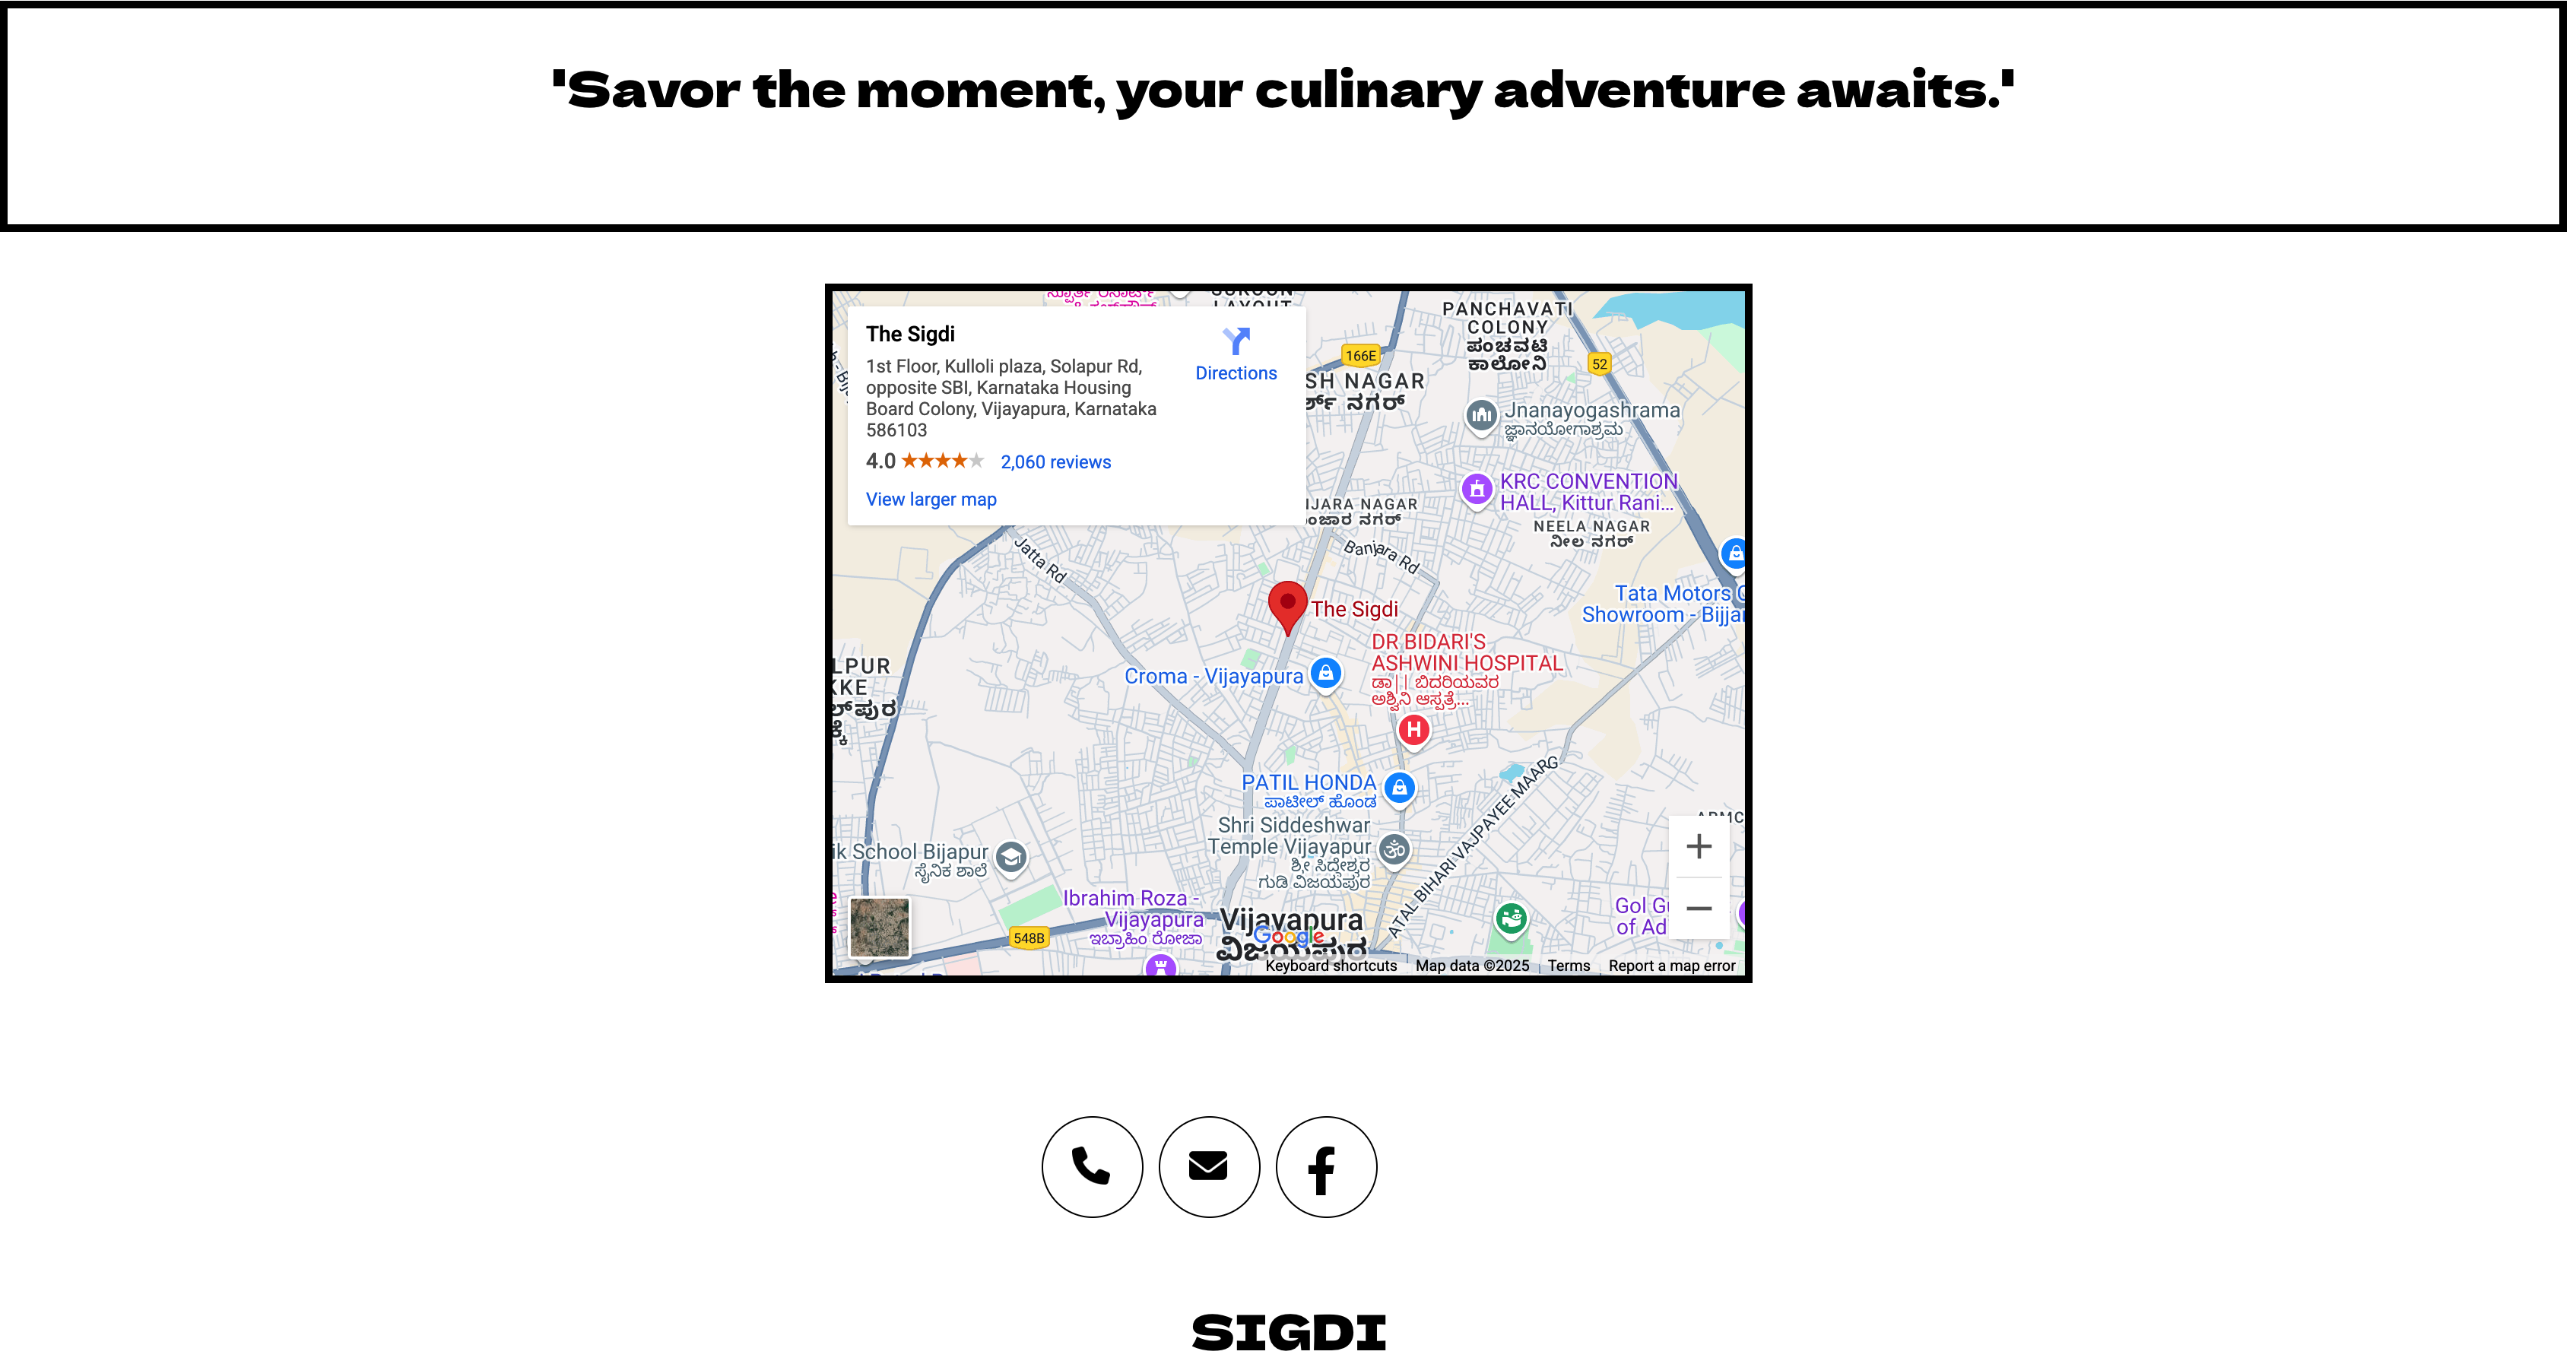 'Savor the moment, your culinary adventure awaits.'
The Sigdi
Directions
1st Floor, Kulloli plaza, Solapur Rd,
opposite SBI, Karnataka Housing
Board Colony, Vijayapura, Karnataka
586103
4.0
2,060 reviews
View larger map
LAYOUT
166E
SH NAGAR
ರ್ಶ್ ನಗರ್
PANCHAVATI
COLONY
ಪಂಚವಟಿ
ಕಾಲೋನಿ
52
Jnanayogashrama
ಜ್ಞಾನಯೋಗಾಶ್ರಮ
KRC CONVENTION
HALL, Kittur Rani...
NEELA NAGAR
ನೀಲ ನಗರ್
JARA NAGAR
ಂಜಾರ ನಗರ್
Jatta Rd
Banjara Rd
The Sigdi
Tata Motors
Showroom - Bijja
DR BIDARI'S
ASHWINI HOSPITAL
ಡಾ|| ಬಿದರಿಯವರ
ಅಶ್ವಿನಿ ಆಸ್ಪತ್ರೆ...
H
Croma - Vijayapura
LPUR
KKE
ಲ್‌ಪುರ
ಕ್ಕೆ
PATIL HONDA
ಪಾಟೀಲ್ ಹೊಂಡ
Shri Siddeshwar
Temple Vijayapur
ಶ್ರೀ ಸಿದ್ದೇಶ್ವರ
ಗುಡಿ ವಿಜಯಪುರ
ATAL BIHARI VAJPAYEE MAARG
ik School Bijapur
ಸೈನಿಕ ಶಾಲೆ
Ibrahim Roza -
Vijayapura
ಇಬ್ರಾಹಿಂ ರೋಜಾ
548B
Vijayapura
ವಿಜಯಪುರ
Gol Gu
of Ad
Google
Keyboard shortcuts Map data ©2025 Terms Report a map error
SIGDI